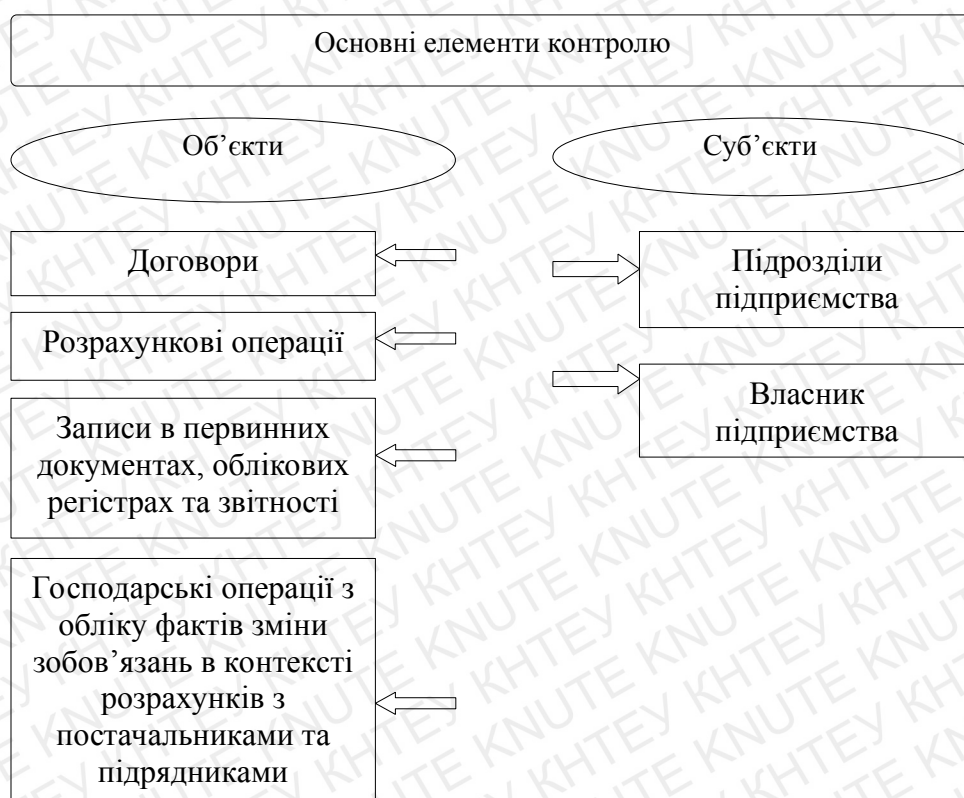 Основні елементи контролю
Об’єкти
Суб’єкти
Договори
Розрахункові операції
Записи в первинних
документах, облікових
регістрах та звітності
Господарські операції з
обліку фактів зміни
зобов’язань в контексті
розрахунків з
постачальниками та
підрядниками
Підрозділи
підприємства
Власник
підприємства